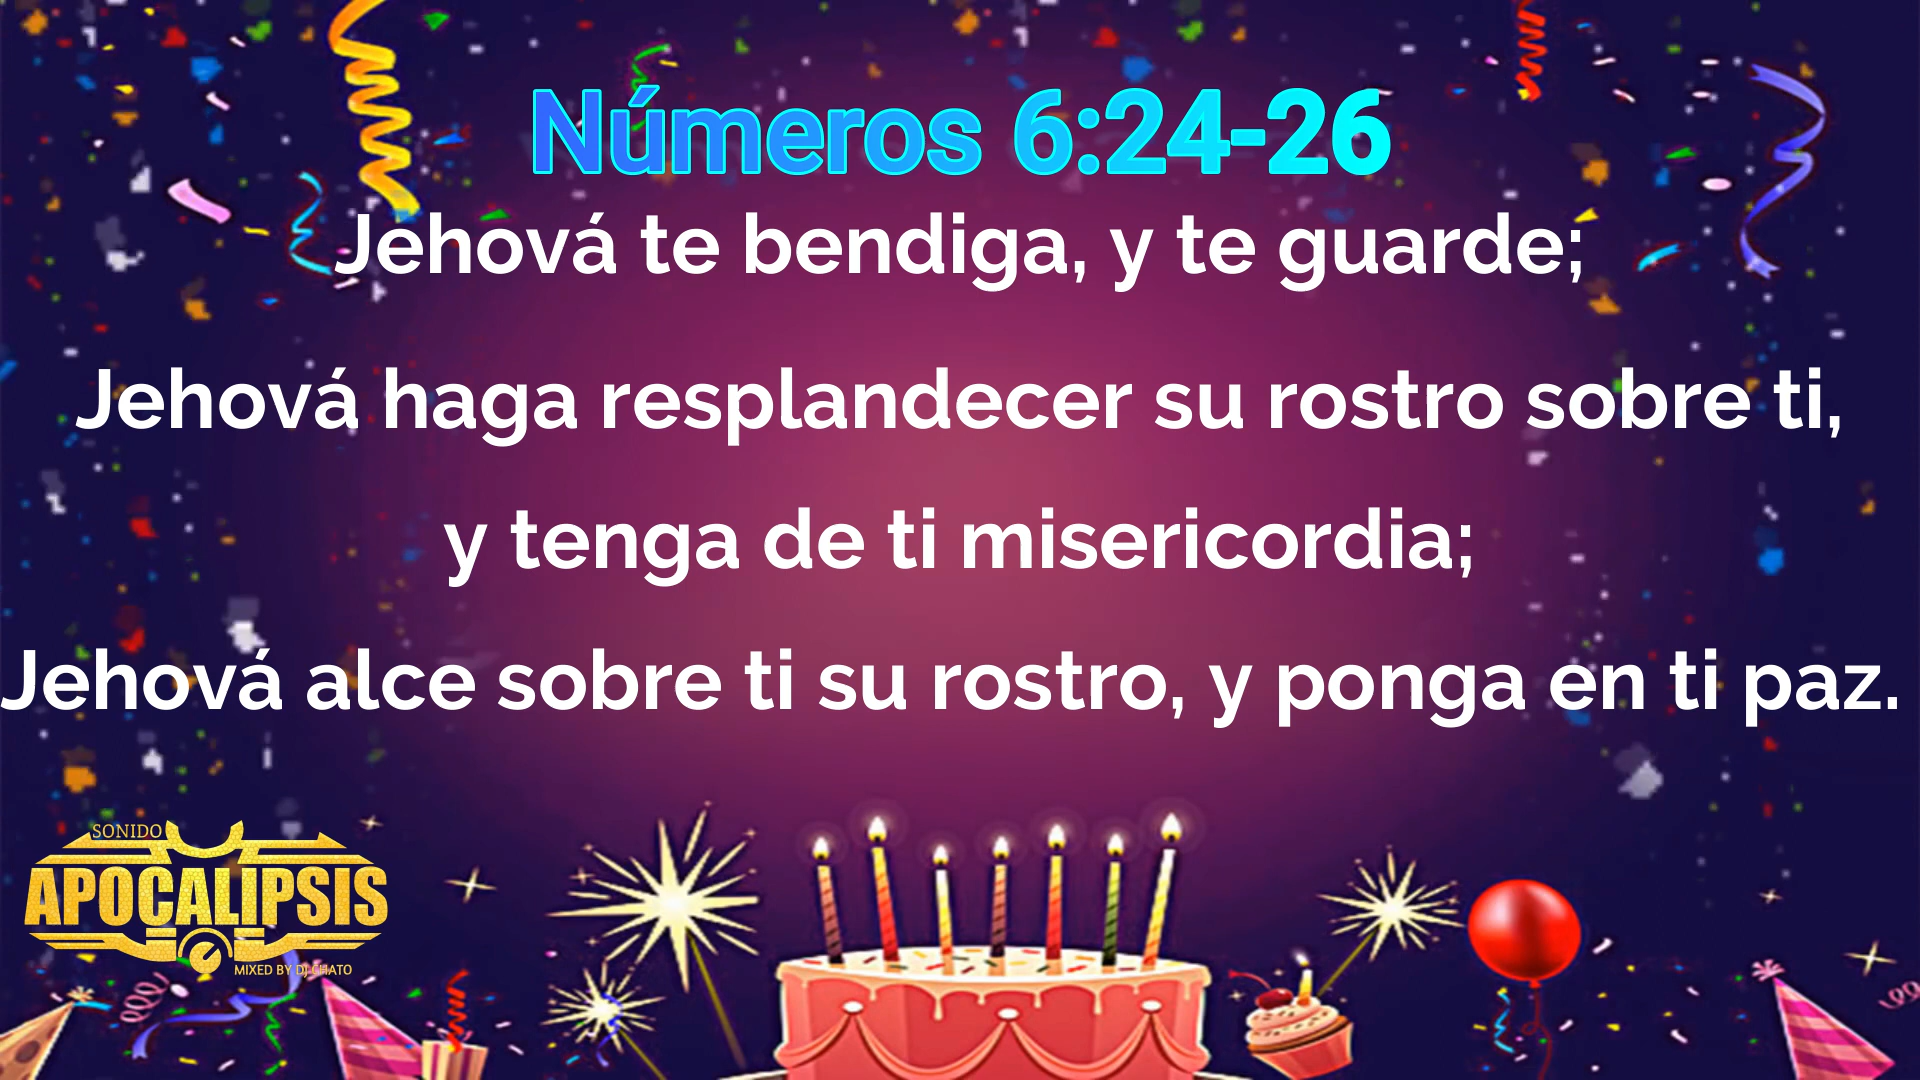 Números 6:24-26
Jehová te bendiga, y te guarde;
Jehová haga resplandecer su rostro sobre ti,
y tenga de ti misericordia;
Jehová alce sobre ti su rostro, y ponga en ti paz.
SONIDO
APOCALIPSIS
MIXED BY DJ CHATO